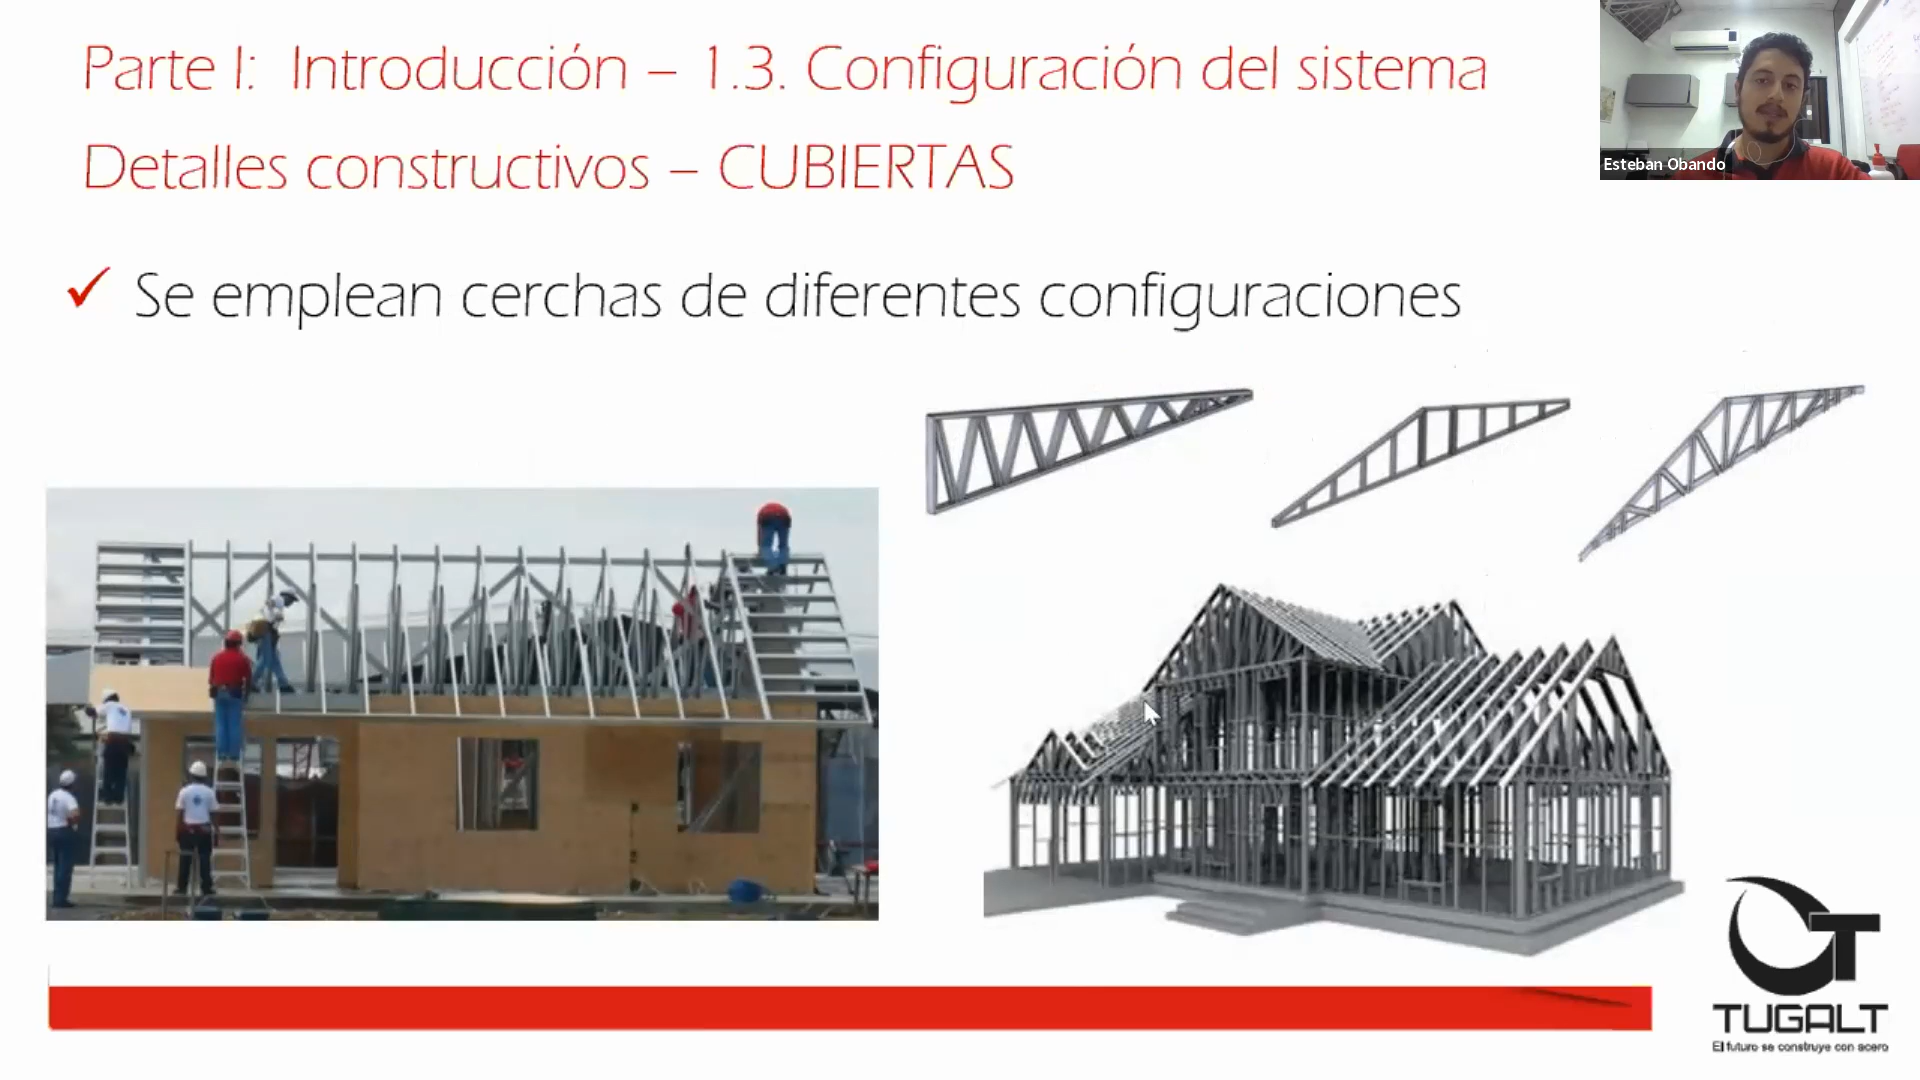 Parte I: Introducción – 1.3. Configuración del sistema
Detalles constructivos – CUBIERTAS
Esteban Obando
✓ Se emplean cerchas de diferentes configuraciones
TUGALT
El futuro se construye con acero